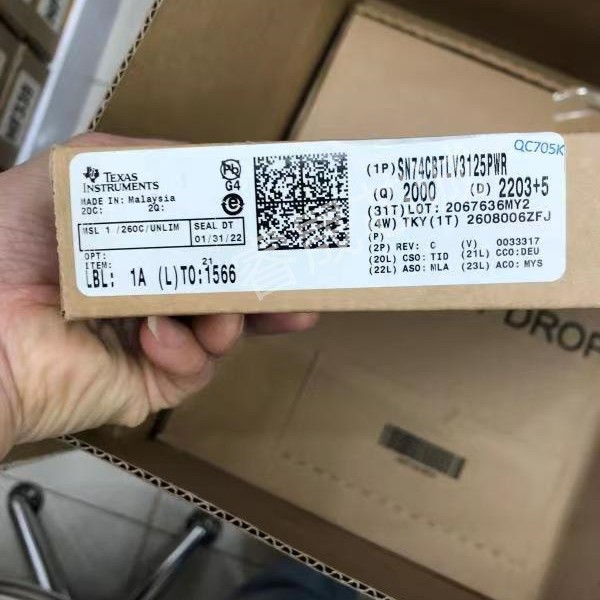 TEXAS
INSTRUMENTS
MADE IN: Malaysia
2DC: 2Q:
MSL 1 /260C/UNLIM
SEAL DT
01/31/22
OPT:
ITEM: 21
LBL: 1A (L)TO:1566
Pb
G4
e
QC705K
(1P) SN74CBTLV3125PWR
(Q) 2000 (D) 2203+5
(31T)LOT: 2067636MY2
(4W) TKY(1T) 2608006ZFJ
(P)
(2P) REV: C (V) 0033317
(20L) CSO: TID (21L) CCO:DEU
(22L) ASO: MLA (23L) ACO: MYS
DROP